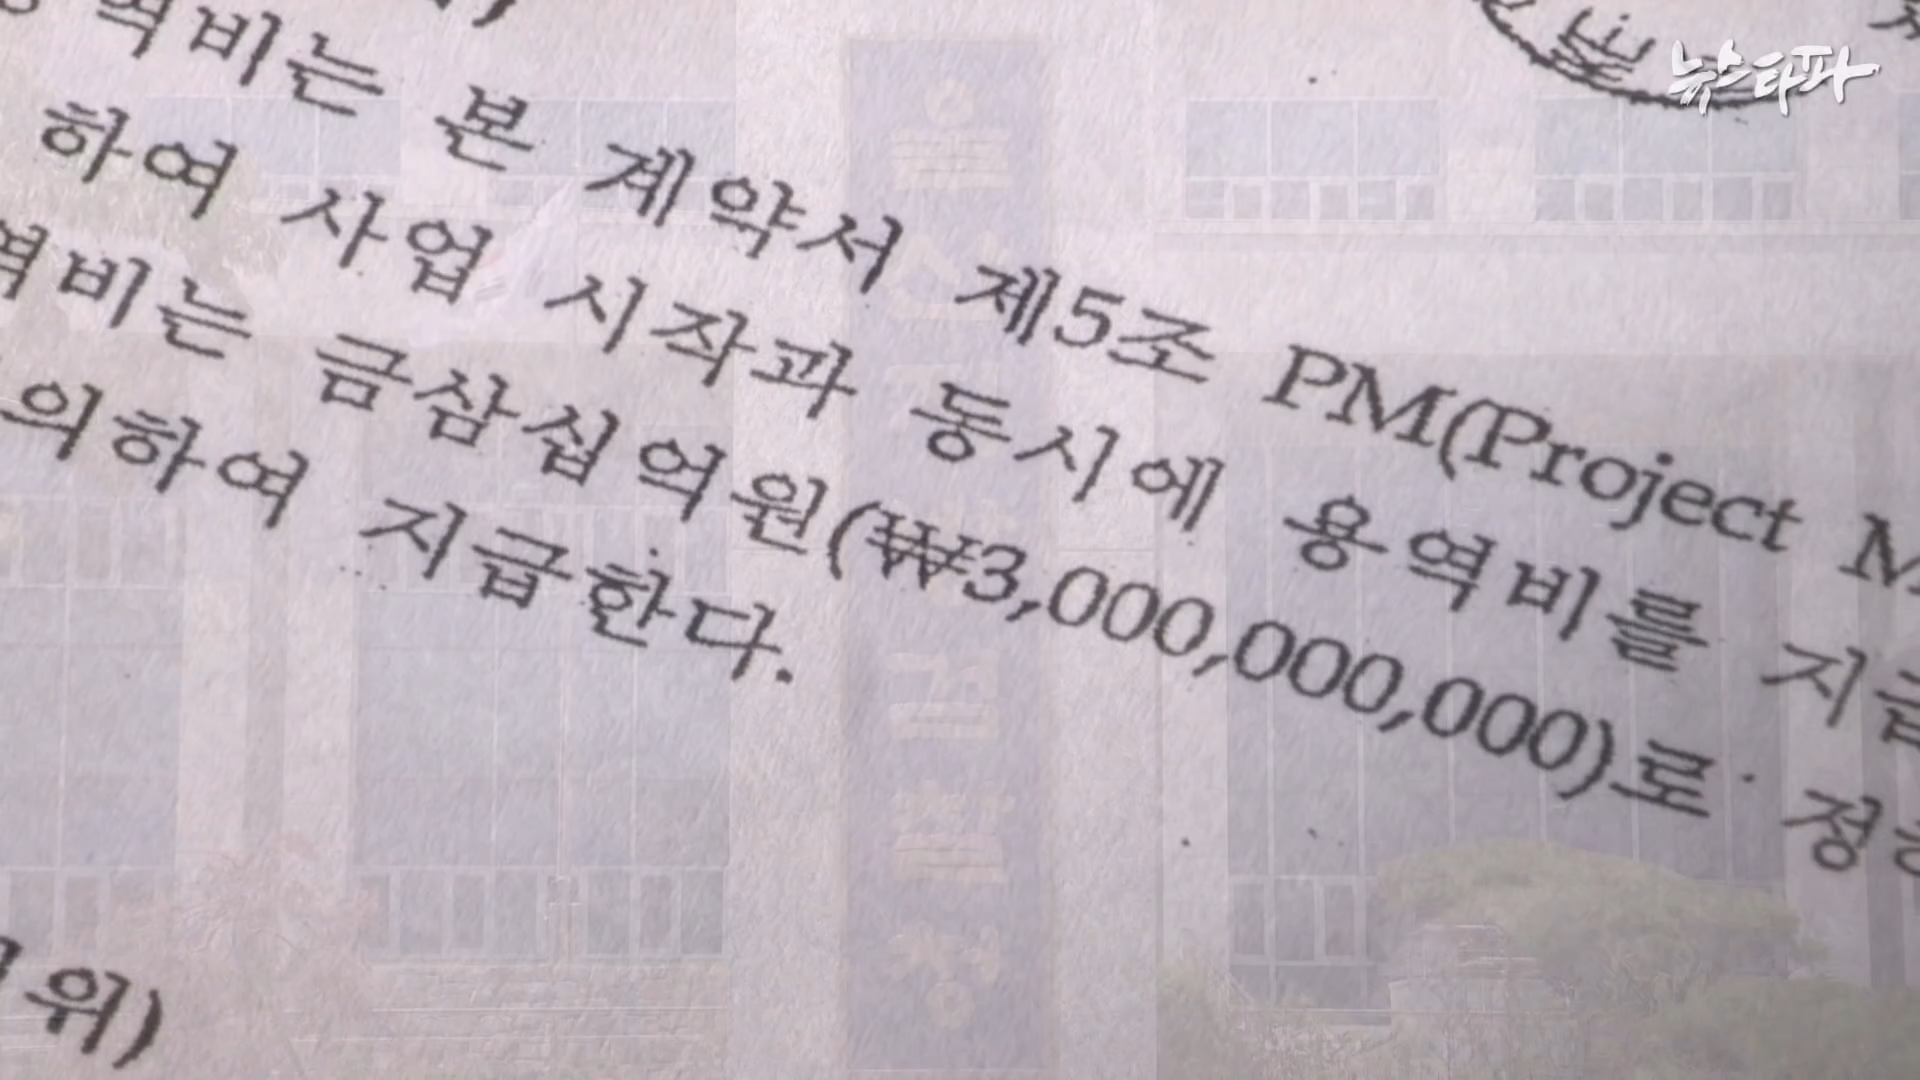 뉴스타파
역비는 본 계약서 제5조 PM(Project M
하여 사업 시작과 동시에 용역비를 지급
역비는 금삼십억원(₩3,000,000,000)로 정
의하여 지급한다.
위)